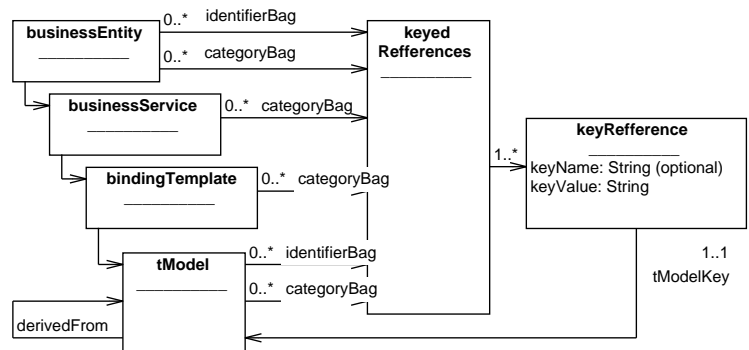 0..* identifierBag
businessEntity
keyed
Refferences
0..* categoryBag
businessService
0..* categoryBag
keyRefference
bindingTemplate
0..* categoryBag
1..*
keyName: String (optional)
keyValue: String
tModel
0..* identifierBag
1..1
0..* categoryBag
tModelKey
derivedFrom